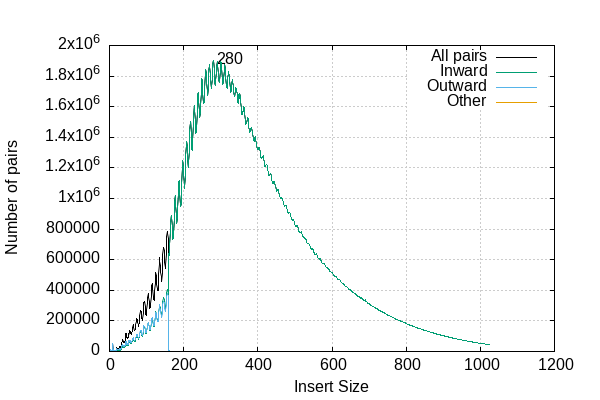 2x10^6
1.8x10^6
1.6x10^6
1.4x10^6
1.2x10^6
1x10^6
800000
600000
400000
200000
0
Number of pairs
280
All pairs
Inward
Outward
Other
0 200 400 600 800 1000 1200
Insert Size